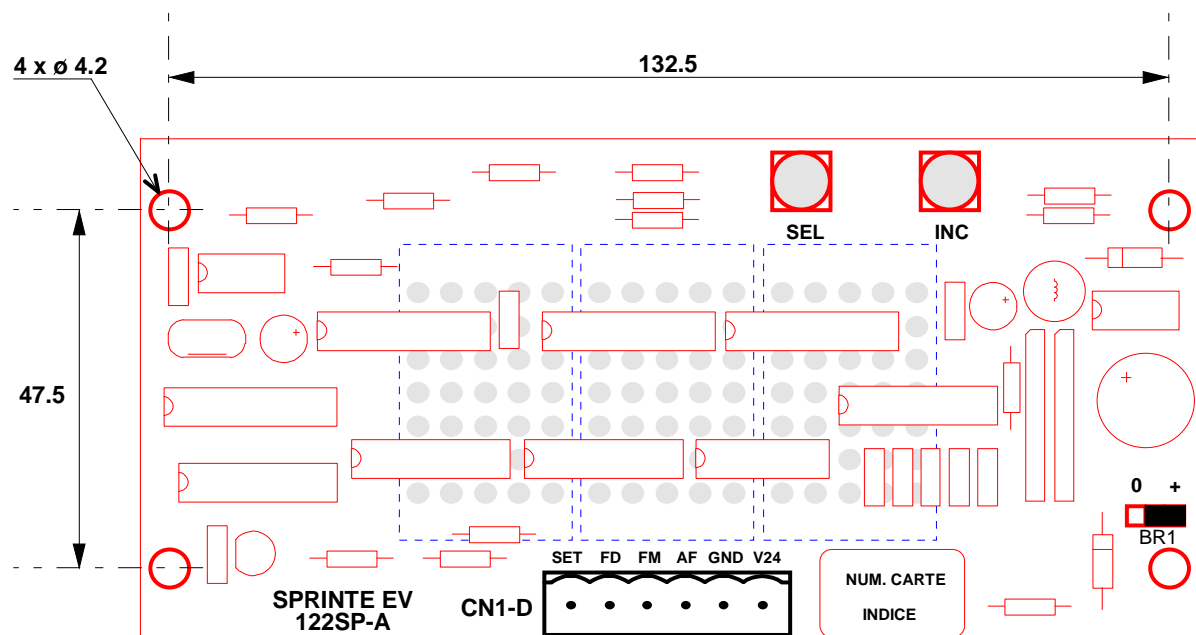 4 x ø 4.2
132.5
SEL
INC
47.5
0 +
BR1
SET FD FM AF GND V24
SPRINTE EV
122SP-A
CN1-D
NUM. CARTE
INDICE